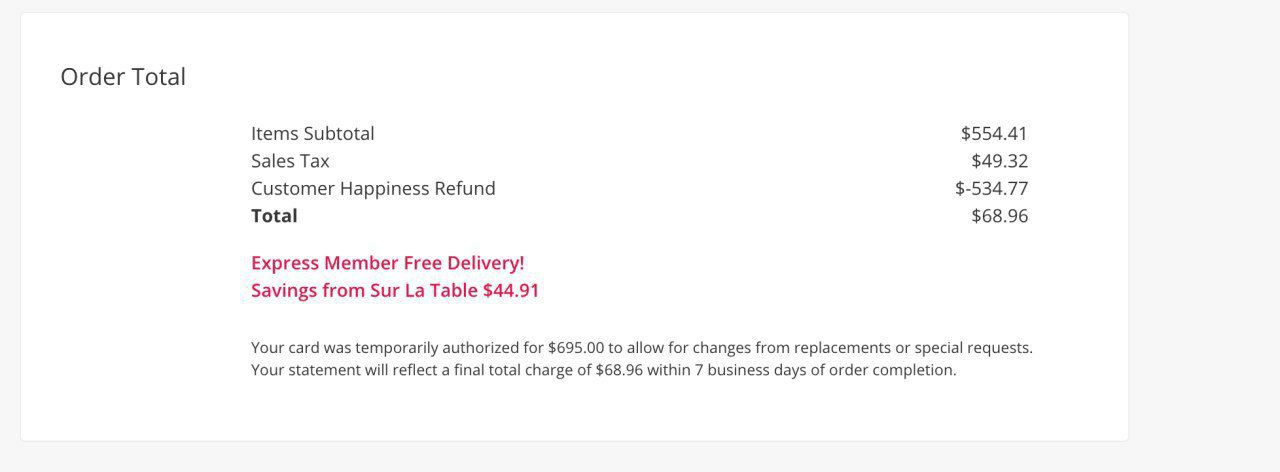 Order Total
Items Subtotal $554.41
Sales Tax $49.32
Customer Happiness Refund $-534.77
Total $68.96
Express Member Free Delivery!
Savings from Sur La Table $44.91
Your card was temporarily authorized for $695.00 to allow for changes from replacements or special requests.
Your statement will reflect a final total charge of $68.96 within 7 business days of order completion.